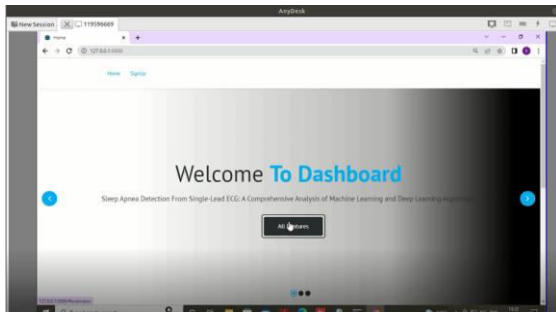 AnyDesk
New Session
119596669
Home
127.0.0.1:5000
Home SignUp
Welcome To Dashboard
Sleep Apnea Detection From Single-Lead ECG: A Comprehensive Analysis of Machine Learning and Deep Learning
All